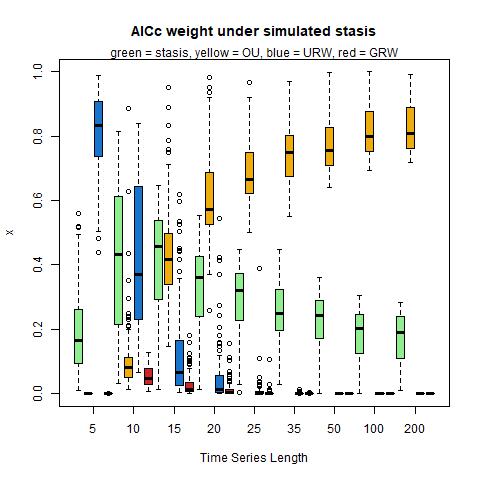 AICc weight under simulated stasis
green = stasis, yellow = OU, blue = URW, red = GRW
1.0
0.8
0.6
0.4
0.2
0.0
x
5 10 15 20 25 35 50 100 200
Time Series Length